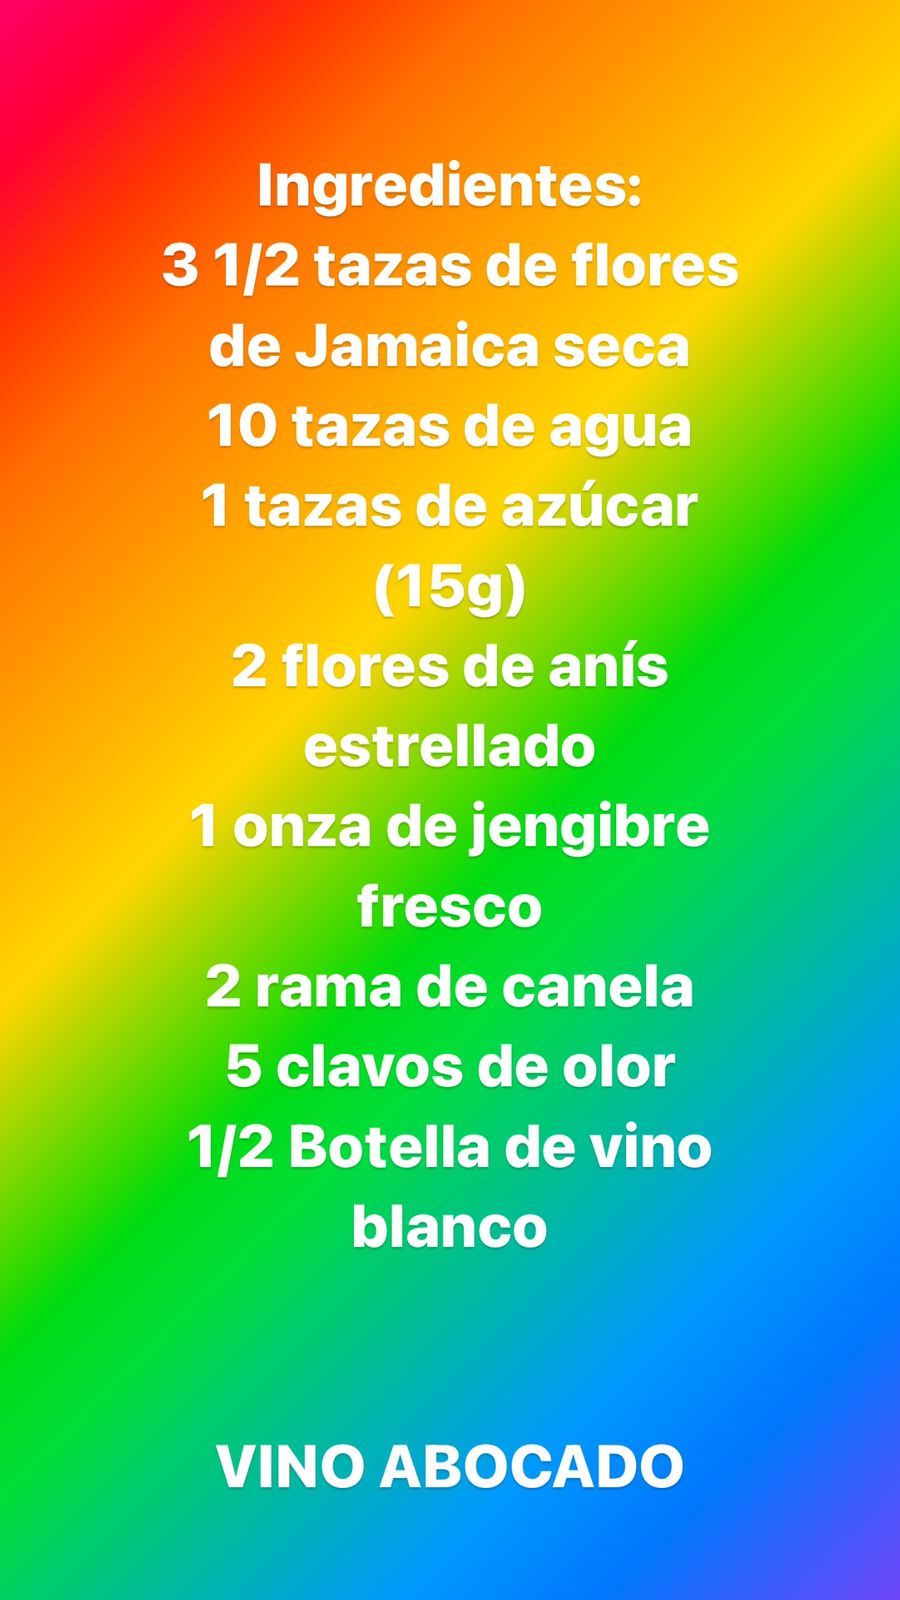 Ingredientes:
3 1/2 tazas de flores
de Jamaica seca
10 tazas de agua
1 tazas de azúcar
(15g)
2 flores de anís
estrellado
1 onza de jengibre
fresco
2 rama de canela
5 clavos de olor
1/2 Botella de vino
blanco
VINO ABOCADO